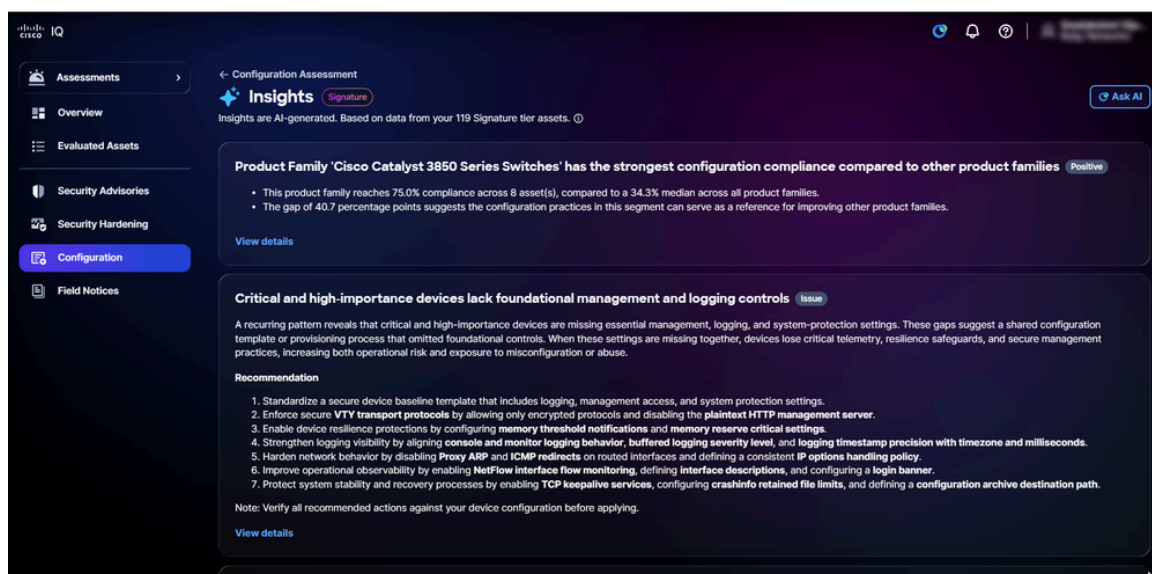 cisco IQ
Assessments
Overview
Evaluated Assets
Security Advisories
Security Hardening
Configuration
Field Notices
← Configuration Assessment
Insights Signature
Ask AI
Insights are AI-generated. Based on data from your 119 Signature tier assets.
Product Family 'Cisco Catalyst 3850 Series Switches' has the strongest configuration compliance compared to other product families Positive
• This product family reaches 75.0% compliance across 8 asset(s), compared to a 34.3% median across all product families.
• The gap of 40.7 percentage points suggests the configuration practices in this segment can serve as a reference for improving other product families.
View details
Critical and high-importance devices lack foundational management and logging controls Issue
A recurring pattern reveals that critical and high-importance devices are missing essential management, logging, and system-protection settings. These gaps suggest a shared configuration
template or provisioning process that omitted foundational controls. When these settings are missing together, devices lose critical telemetry, resilience safeguards, and secure management
practices, increasing both operational risk and exposure to misconfiguration or abuse.
Recommendation
1. Standardize a secure device baseline template that includes logging, management access, and system protection settings.
2. Enforce secure VTY transport protocols by allowing only encrypted protocols and disabling the plaintext HTTP management server.
3. Enable device resilience protections by configuring memory threshold notifications and memory reserve critical settings.
4. Strengthen logging visibility by aligning console and monitor logging behavior, buffered logging severity level, and logging timestamp precision with timezone and milliseconds.
5. Harden network behavior by disabling Proxy ARP and ICMP redirects on routed interfaces and defining a consistent IP options handling policy.
6. Improve operational observability by enabling NetFlow interface flow monitoring, defining interface descriptions, and configuring a login banner.
7. Protect system stability and recovery processes by enabling TCP keepalive services, configuring crashinfo retained file limits, and defining a configuration archive destination path.
Note: Verify all recommended actions against your device configuration before applying.
View details